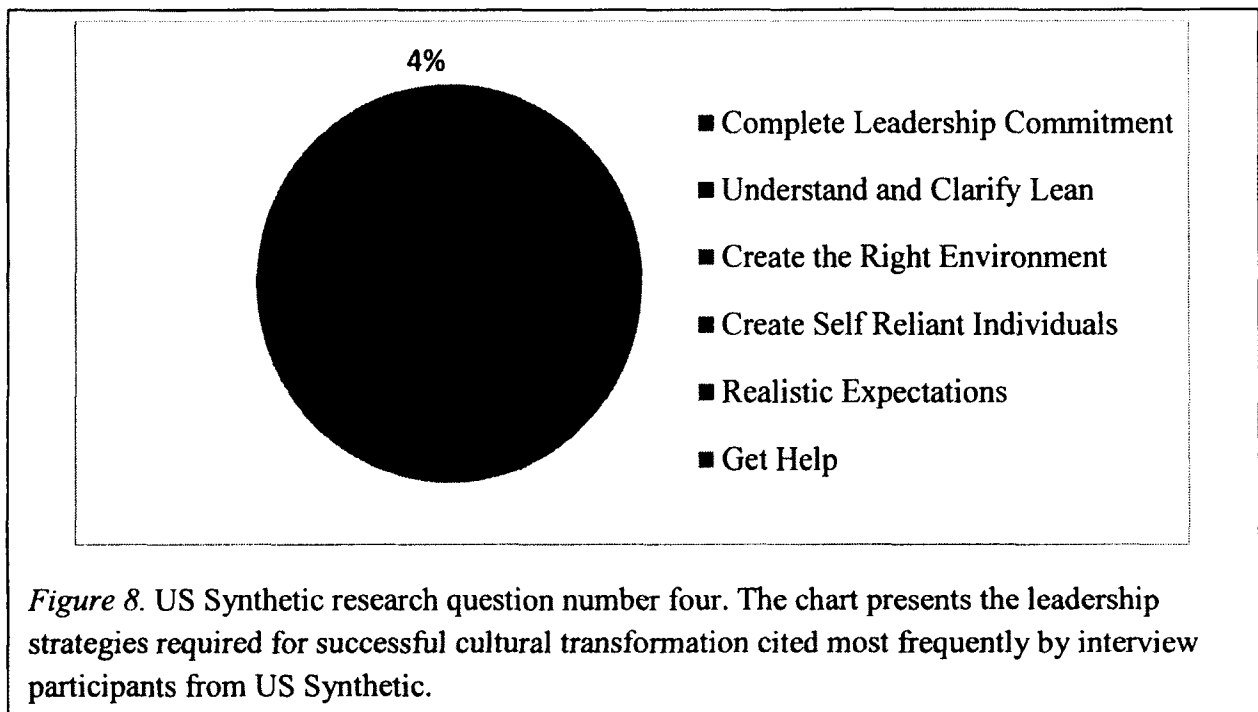 4%
■ Complete Leadership Commitment
■ Understand and Clarify Lean
■ Create the Right Environment
■ Create Self Reliant Individuals
■ Realistic Expectations
■ Get Help
Figure 8. US Synthetic research question number four. The chart presents the leadership
strategies required for successful cultural transformation cited most frequently by interview
participants from US Synthetic.